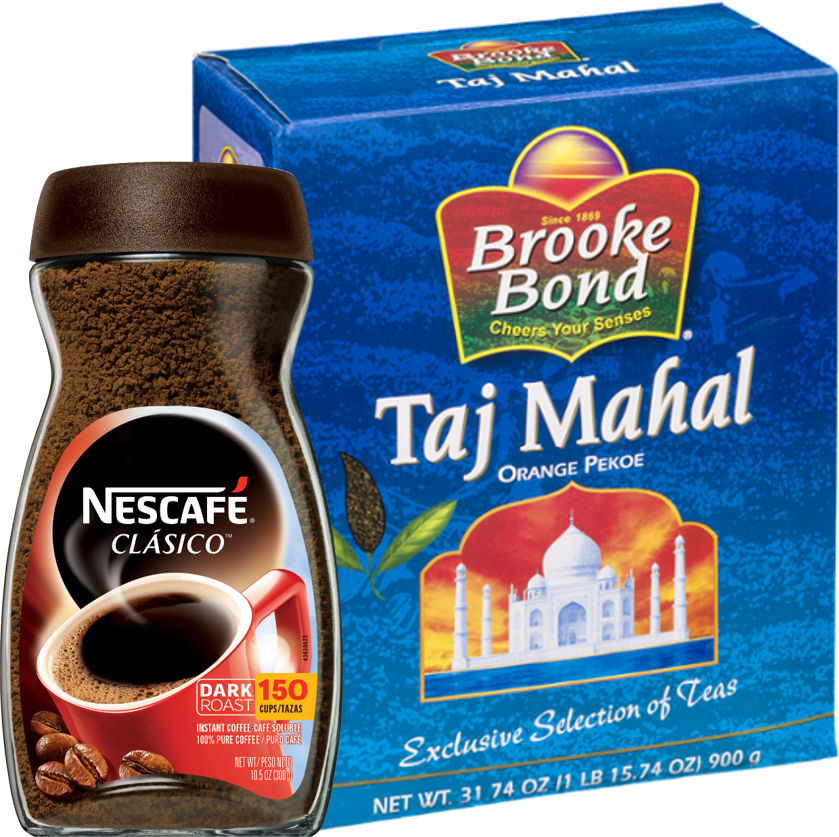 Brooke
Bond
Taj Mahal
Since 1869
Brooke
Bond
Cheers Your Senses
®
Taj Mahal
ORANGE PEKOE
Exclusive Selection of Teas
NET WT. 31.74 OZ (1 LB 15.74 OZ) 900 g
NESCAFÉ®
CLÁSICO™
DARK ROAST
150 CUPS/TAZAS
INSTANT COFFEE·CAFÉ SOLUBLE
100% PURE COFFEE / PURO CAFÉ
NET WT/PESO NETO
10.5 OZ (300g)